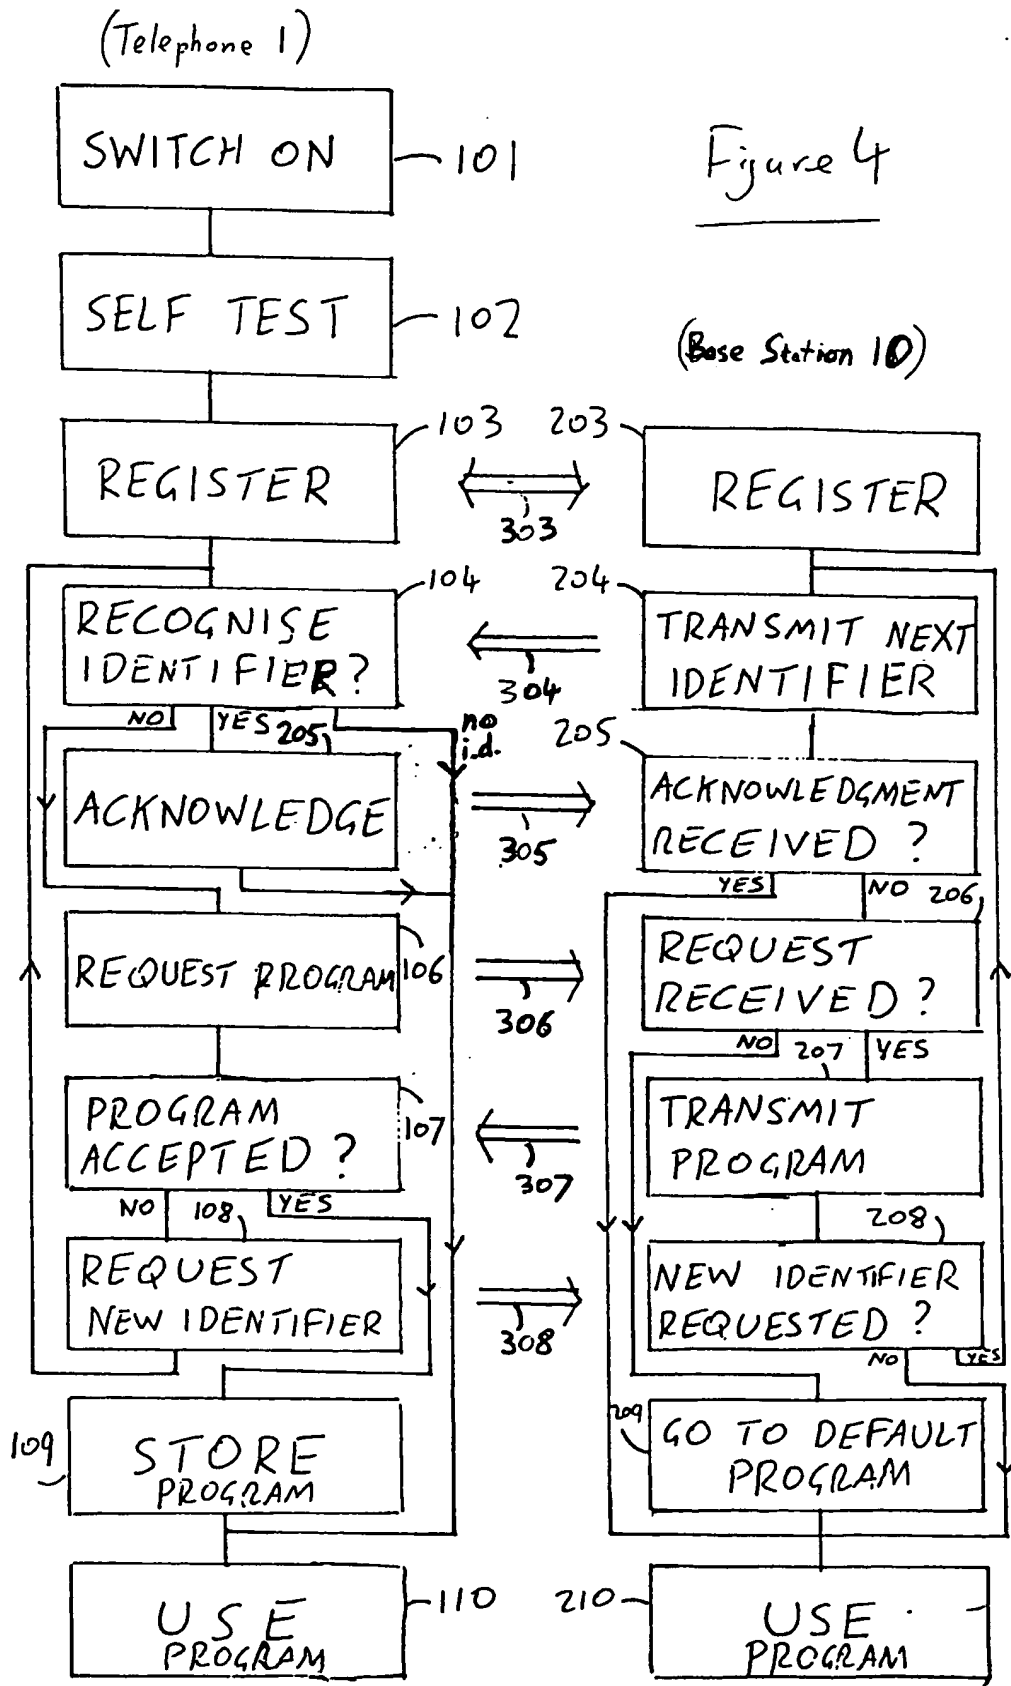 (Telephone 1)
SWITCH ON
101
Figure 4
SELF TEST
102
(Base Station 10)
103
203
REGISTER
303
REGISTER
104
204
RECOGNISE
IDENTIFIER?
304
TRANSMIT NEXT
IDENTIFIER
NO
YES
205
no
i.d.
205
ACKNOWLEDGE
305
ACKNOWLEDGMENT
RECEIVED?
YES
NO
206
REQUEST PROGRAM
106
306
REQUEST
RECEIVED?
NO
207
YES
PROGRAM
ACCEPTED?
107
307
TRANSMIT
PROGRAM
NO
108
YES
208
REQUEST
NEW IDENTIFIER
308
NEW IDENTIFIER
REQUESTED?
NO
YES
109
STORE
PROGRAM
209
GO TO DEFAULT
PROGRAM
USE
PROGRAM
110
210
USE
PROGRAM